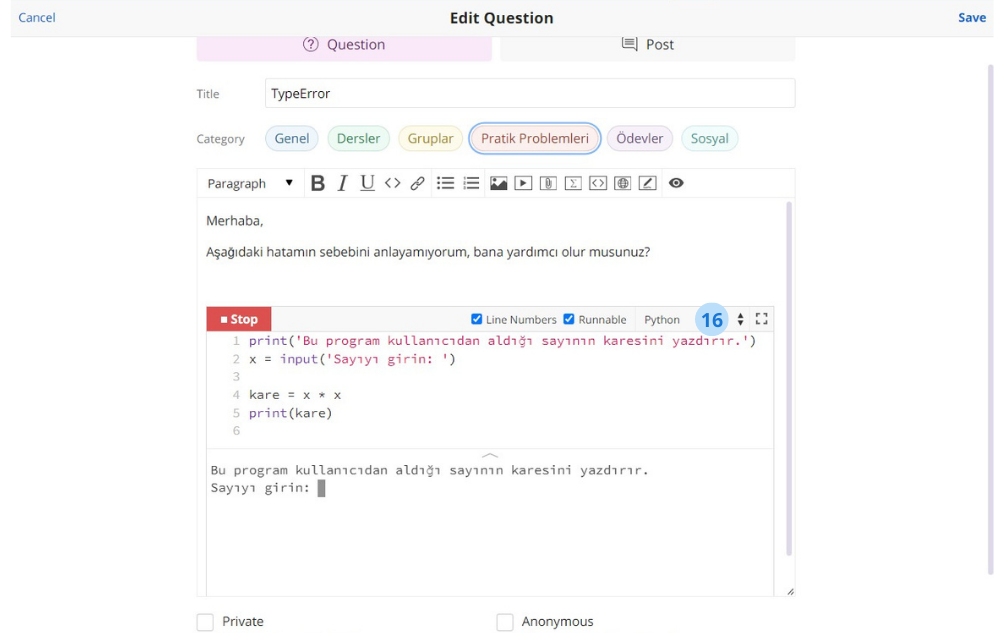 Cancel
Edit Question
Save
Question
Post
Title
TypeError
Category
Genel
Dersler
Gruplar
Pratik Problemleri
Ödevler
Sosyal
Paragraph
B I U
Merhaba,
Aşağıdaki hatamın sebebini anlayamıyorum, bana yardımcı olur musunuz?
Stop
Line Numbers
Runnable
Python
16
1 print('Bu program kullanıcıdan aldığı sayının karesini yazdırır.')
2 x = input('Sayıyı girin: ')
3
4 kare = x * x
5 print(kare)
6
Bu program kullanıcıdan aldığı sayının karesini yazdırır.
Sayıyı girin:
Private
Anonymous